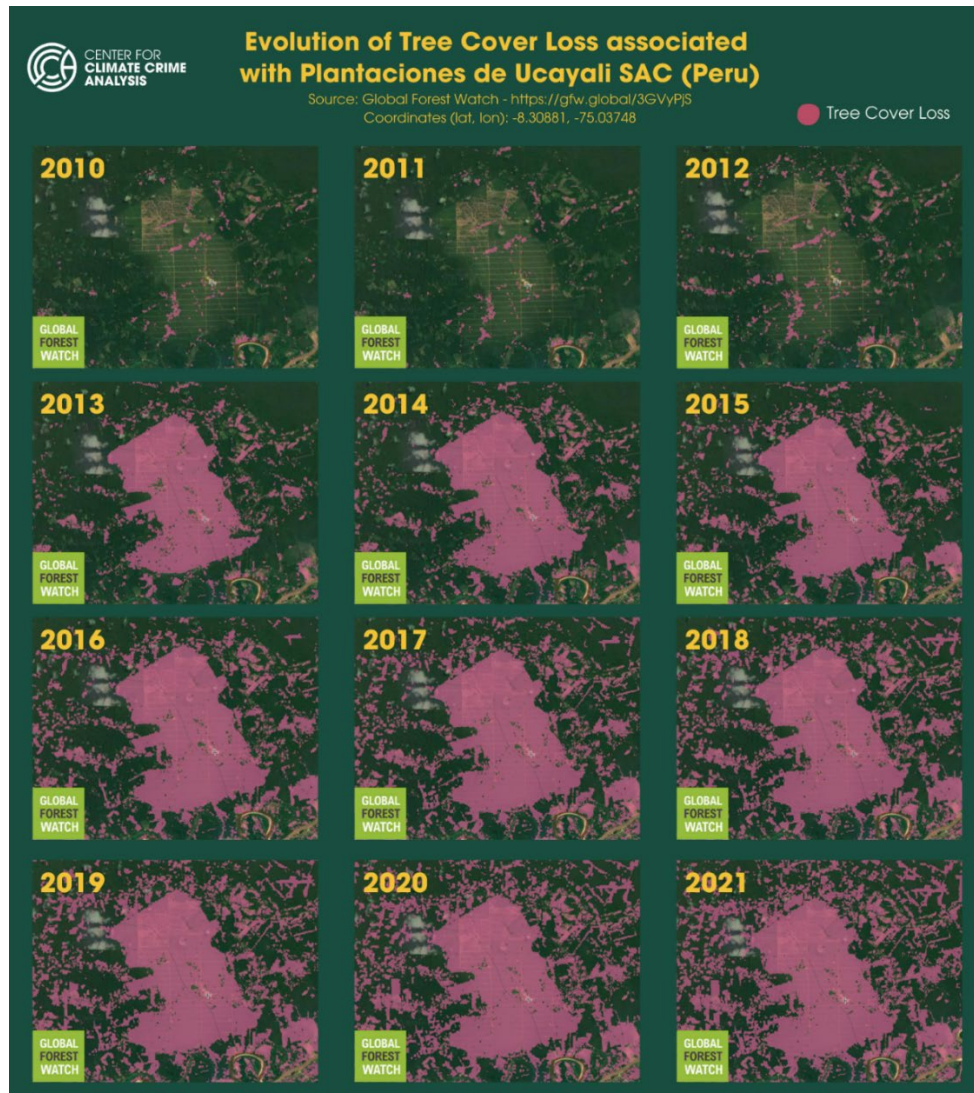 CENTER FOR
CLIMATE CRIME
ANALYSIS
Evolution of Tree Cover Loss associated
with Plantaciones de Ucayali SAC (Peru)
Source: Global Forest Watch - https://gfw.global/3GVyPjS
Coordinates (lat, lon): -8.30881, -75.03748
Tree Cover Loss
2010
GLOBAL
FOREST
WATCH
2011
GLOBAL
FOREST
WATCH
2012
GLOBAL
FOREST
WATCH
2013
GLOBAL
FOREST
WATCH
2014
GLOBAL
FOREST
WATCH
2015
GLOBAL
FOREST
WATCH
2016
GLOBAL
FOREST
WATCH
2017
GLOBAL
FOREST
WATCH
2018
GLOBAL
FOREST
WATCH
2019
GLOBAL
FOREST
WATCH
2020
GLOBAL
FOREST
WATCH
2021
GLOBAL
FOREST
WATCH